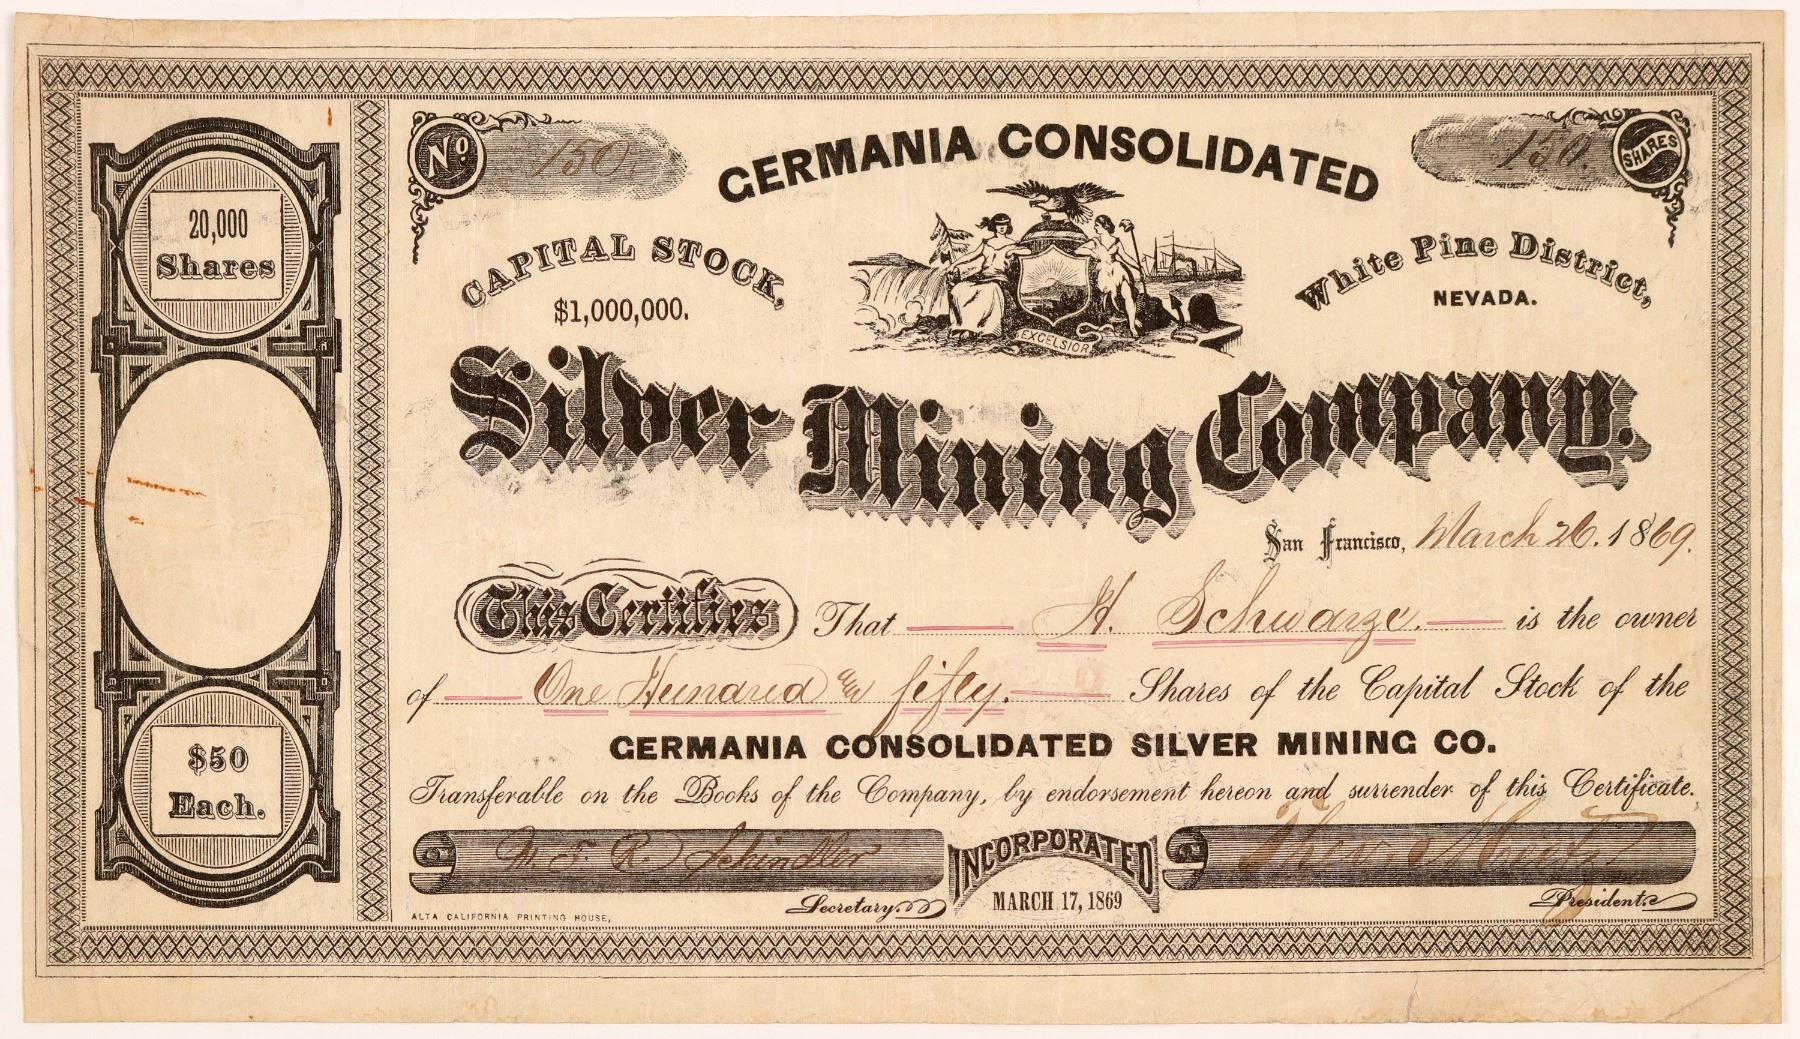 No. 150.
GERMANIA CONSOLIDATED
150. SHARES
20,000
Shares
CAPITAL STOCK,
$1,000,000.
White Pine District,
NEVADA.
EXCELSIOR
Silver Mining Company.
San Francisco, March 26. 1869.
This Certifies That H. Schwarze. is the owner
of One Hundred & fifty. Shares of the Capital Stock of the
GERMANIA CONSOLIDATED SILVER MINING CO.
$50
Each.
Transferable on the Books of the Company, by endorsement hereon and surrender of this Certificate.
Schindler
Secretary.
INCORPORATED
MARCH 17, 1869
President.
ALTA CALIFORNIA PRINTING HOUSE,